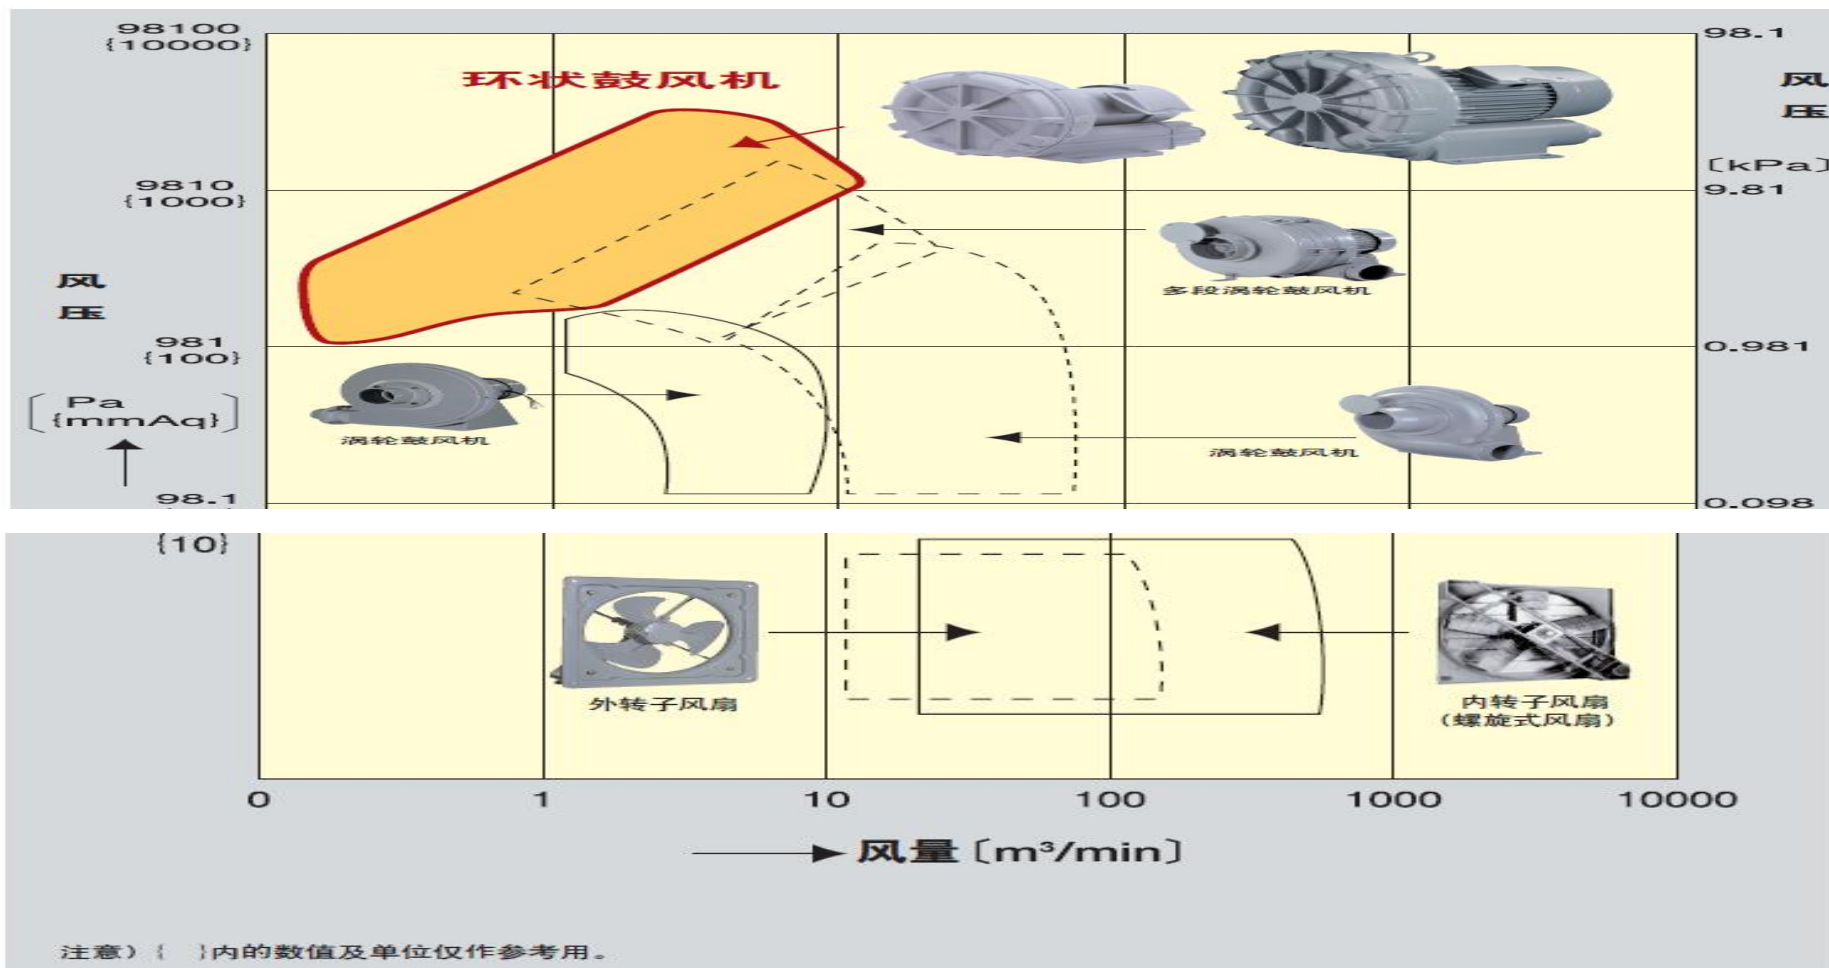 98100
{10000}
98.1
环状鼓风机
风
压
〔kPa〕
9810
{1000}
9.81
风
压
多段涡轮鼓风机
981
{100}
0.981
Pa
{mmAq}
涡轮鼓风机
涡轮鼓风机
98.1
0.098
{10}
外转子风扇
内转子风扇
(螺旋式风扇)
0 1 10 100 1000 10000
风量〔m³/min〕
注意) { }内的数值及单位仅作参考用。